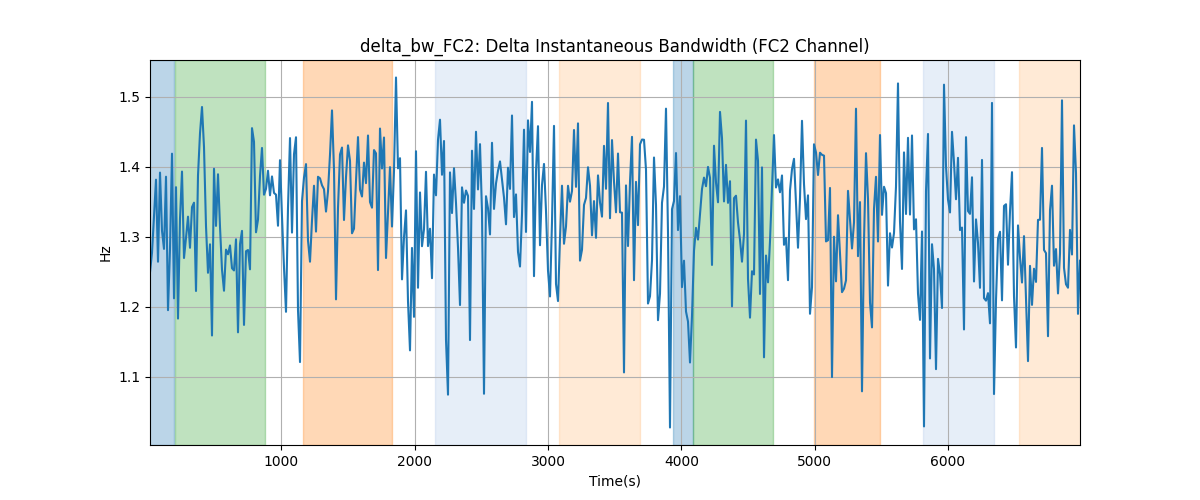 delta_bw_FC2: Delta Instantaneous Bandwidth (FC2 Channel)
Hz
1.5
1.4
1.3
1.2
1.1
1000 2000 3000 4000 5000 6000
Time(s)